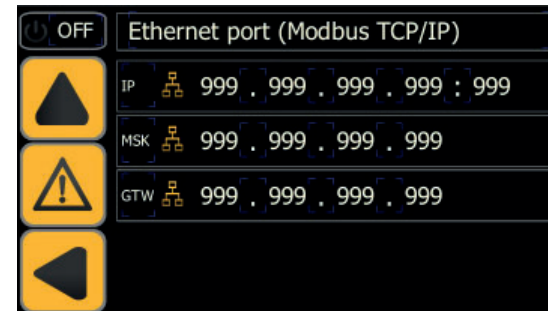 OFF
Ethernet port (Modbus TCP/IP)
IP 999 . 999 . 999 . 999 : 999
MSK 999 . 999 . 999 . 999
GTW 999 . 999 . 999 . 999